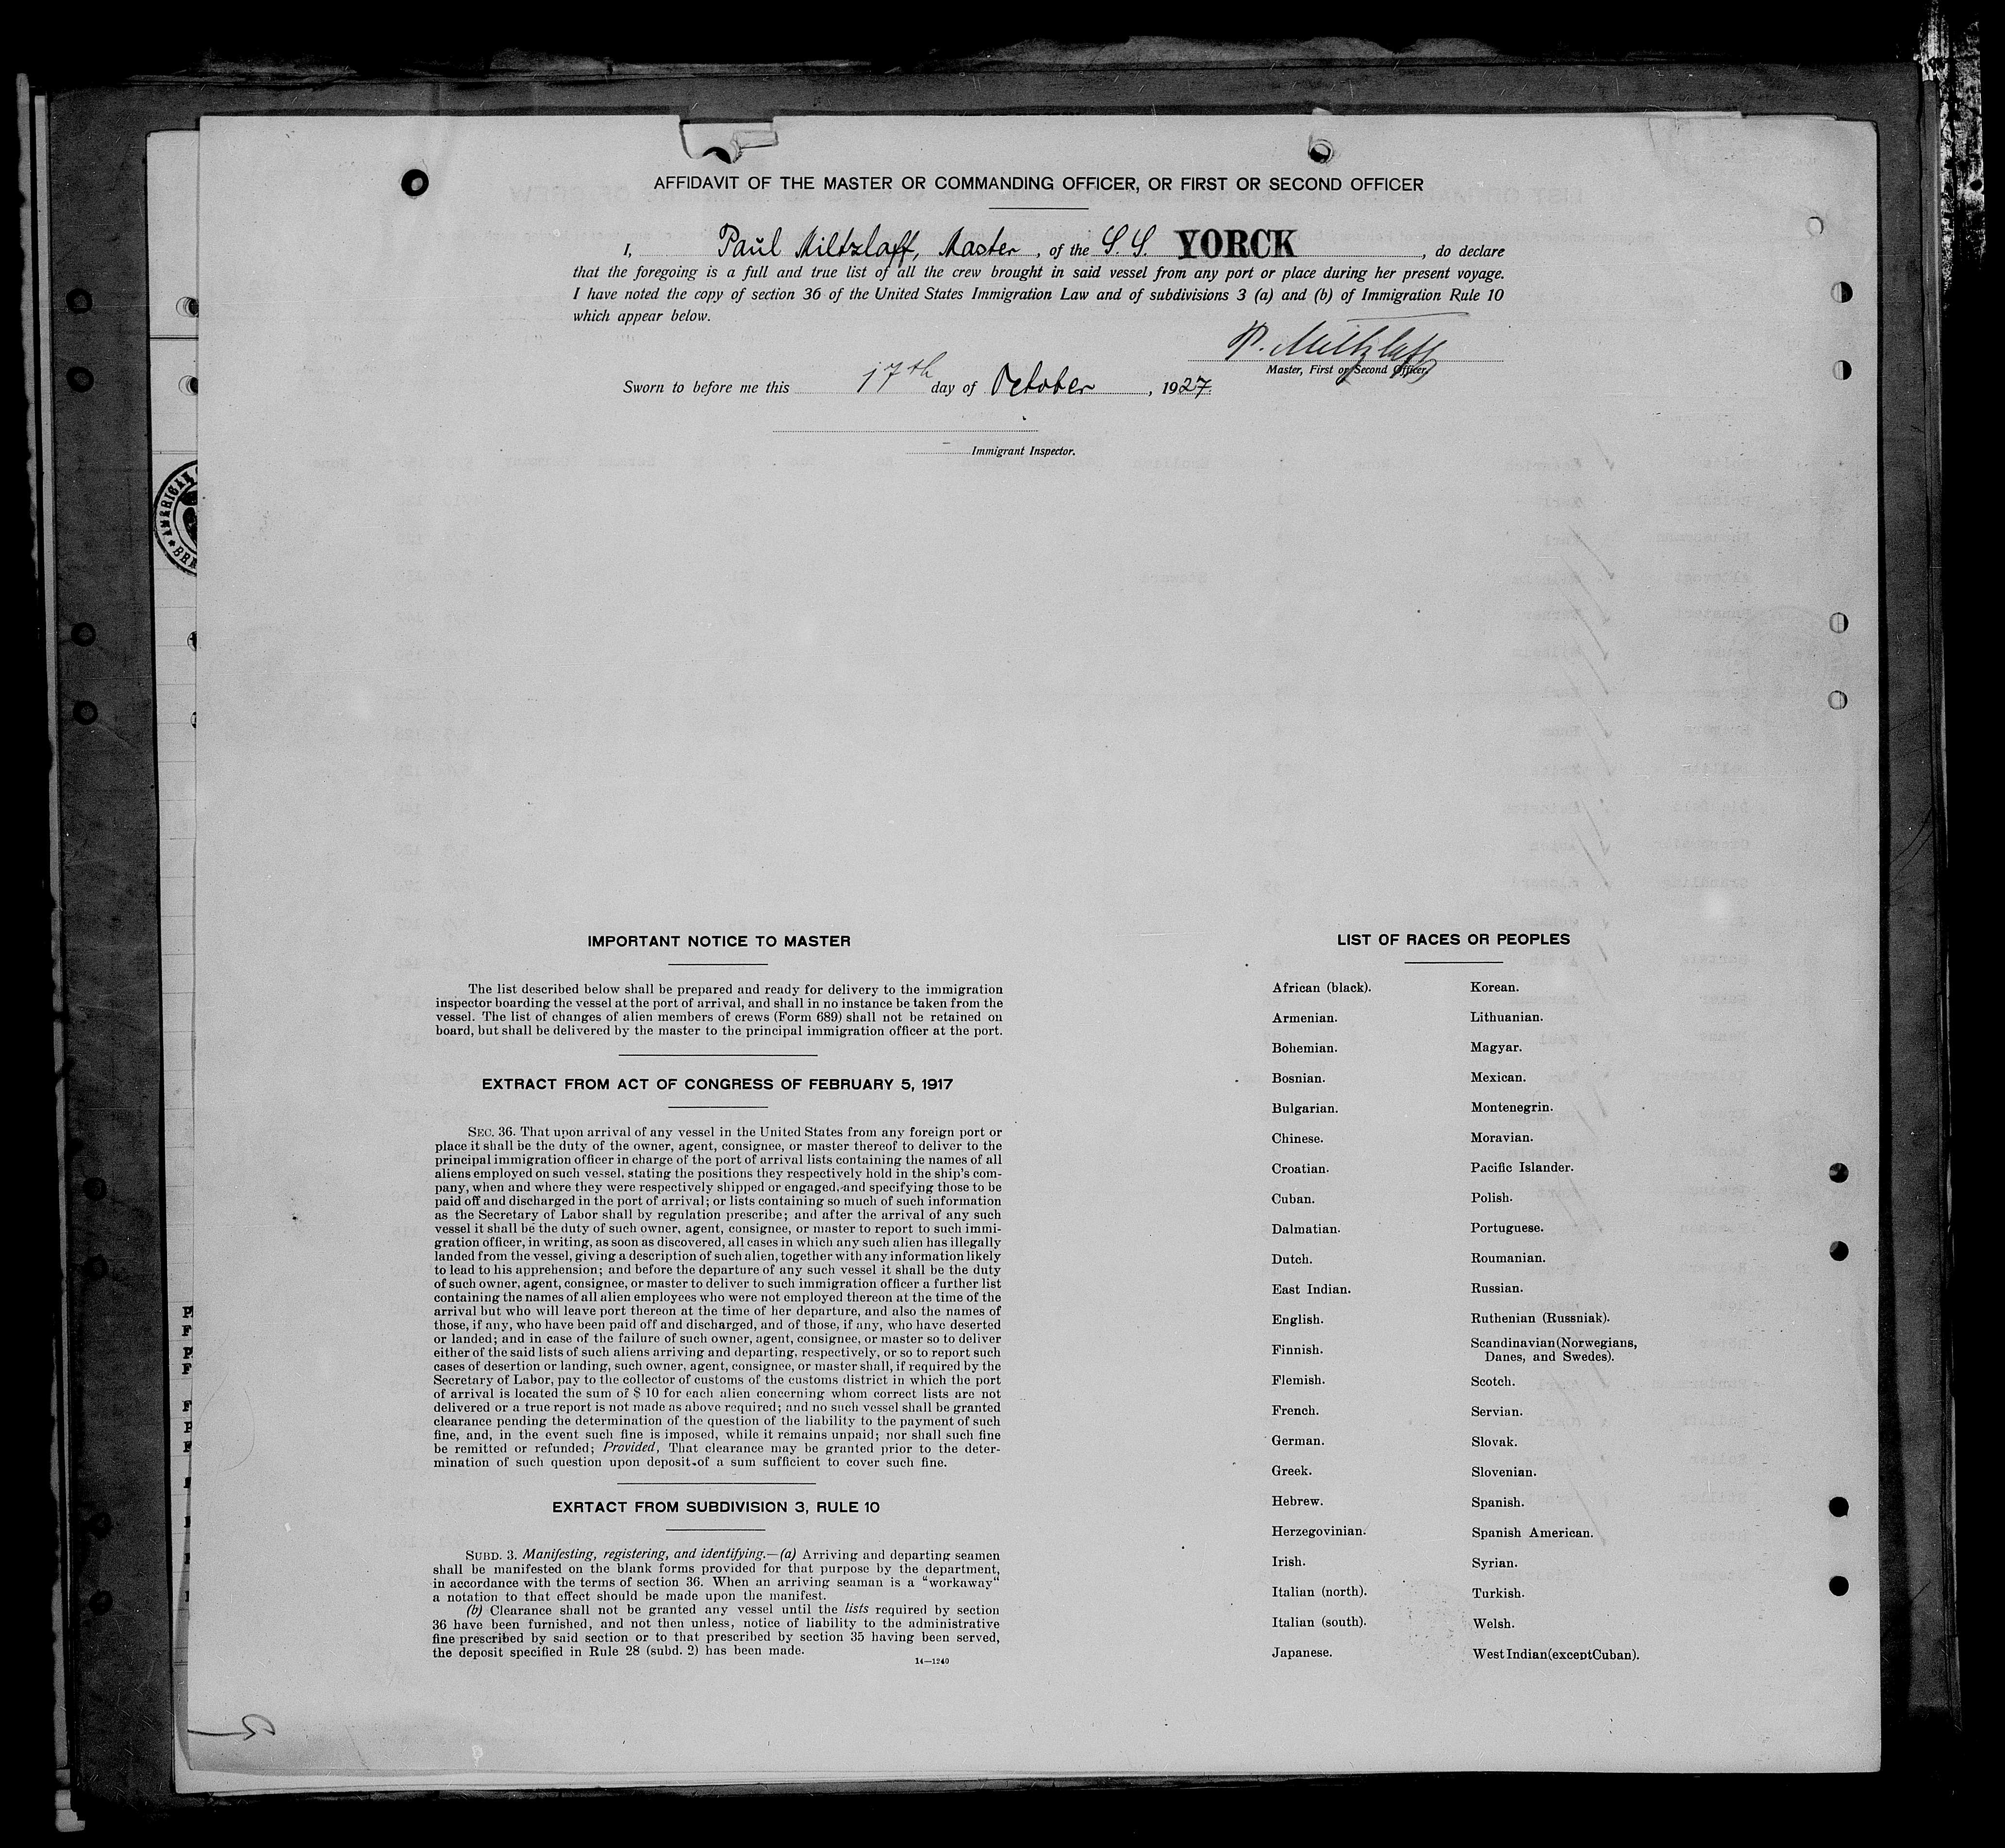 AFFIDAVIT OF THE MASTER OR COMMANDING OFFICER, OR FIRST OR SECOND OFFICER
I, Paul Miltzlaff, Master, of the S.S. YORCK, do declare
that the foregoing is a full and true list of all the crew brought in said vessel from any port or place during her present voyage.
I have noted the copy of section 36 of the United States Immigration Law and of subdivisions 3 (a) and (b) of Immigration Rule 10
which appear below.
P. Miltzlaff
Master, First or Second Officer.
Sworn to before me this 17th day of October, 1927.
Immigrant Inspector.
AMERICAN
BRE
IMPORTANT NOTICE TO MASTER
The list described below shall be prepared and ready for delivery to the immigration
inspector boarding the vessel at the port of arrival, and shall in no instance be taken from the
vessel. The list of changes of alien members of crews (Form 689) shall not be retained on
board, but shall be delivered by the master to the principal immigration officer at the port.
EXTRACT FROM ACT OF CONGRESS OF FEBRUARY 5, 1917
SEC. 36. That upon arrival of any vessel in the United States from any foreign port or
place it shall be the duty of the owner, agent, consignee, or master thereof to deliver to the
principal immigration officer in charge of the port of arrival lists containing the names of all
aliens employed on such vessel, stating the positions they respectively hold in the ship's com-
pany, when and where they were respectively shipped or engaged, and specifying those to be
paid off and discharged in the port of arrival; or lists containing so much of such information
as the Secretary of Labor shall by regulation prescribe; and after the arrival of any such
vessel it shall be the duty of such owner, agent, consignee, or master to report to such immi-
gration officer, in writing, as soon as discovered, all cases in which any such alien has illegally
landed from the vessel, giving a description of such alien, together with any information likely
to lead to his apprehension; and before the departure of any such vessel it shall be the duty
of such owner, agent, consignee, or master to deliver to such immigration officer a further list
containing the names of all alien employees who were not employed thereon at the time of the
arrival but who will leave port thereon at the time of her departure, and also the names of
those, if any, who have been paid off and discharged, and of those, if any, who have deserted
or landed; and in case of the failure of such owner, agent, consignee, or master so to deliver
either of the said lists of such aliens arriving and departing, respectively, or so to report such
cases of desertion or landing, such owner, agent, consignee, or master shall, if required by the
Secretary of Labor, pay to the collector of customs of the customs district in which the port
of arrival is located the sum of $ 10 for each alien concerning whom correct lists are not
delivered or a true report is not made as above required; and no such vessel shall be granted
clearance pending the determination of the question of the liability to the payment of such
fine, and, in the event such fine is imposed, while it remains unpaid; nor shall such fine
be remitted or refunded; Provided, That clearance may be granted prior to the deter-
mination of such question upon deposit of a sum sufficient to cover such fine.
EXRTACT FROM SUBDIVISION 3, RULE 10
SUBD. 3. Manifesting, registering, and identifying.—(a) Arriving and departing seamen
shall be manifested on the blank forms provided for that purpose by the department,
in accordance with the terms of section 36. When an arriving seaman is a "workaway"
a notation to that effect should be made upon the manifest.
(b) Clearance shall not be granted any vessel until the lists required by section
36 have been furnished, and not then unless, notice of liability to the administrative
fine prescribed by said section or to that prescribed by section 35 having been served,
the deposit specified in Rule 28 (subd. 2) has been made.
14—1240
LIST OF RACES OR PEOPLES
African (black).
Armenian.
Bohemian.
Bosnian.
Bulgarian.
Chinese.
Croatian.
Cuban.
Dalmatian.
Dutch.
East Indian.
English.
Finnish.
Flemish.
French.
German.
Greek.
Hebrew.
Herzegovinian.
Irish.
Italian (north).
Italian (south).
Japanese.
Korean.
Lithuanian.
Magyar.
Mexican.
Montenegrin.
Moravian.
Pacific Islander.
Polish.
Portuguese.
Roumanian.
Russian.
Ruthenian (Russniak).
Scandinavian (Norwegians,
Danes, and Swedes).
Scotch.
Servian.
Slovak.
Slovenian.
Spanish.
Spanish American.
Syrian.
Turkish.
Welsh.
West Indian (except Cuban).